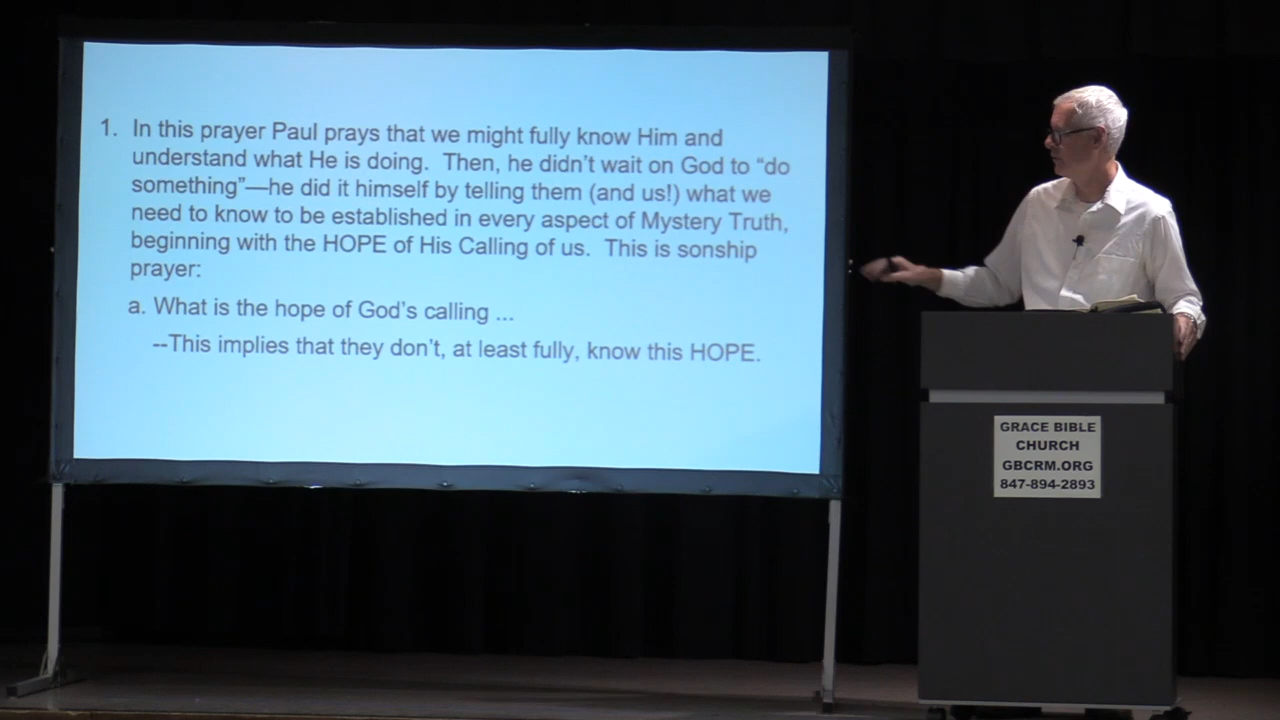 1. In this prayer Paul prays that we might fully know Him and
understand what He is doing. Then, he didn't wait on God to “do
something”—he did it himself by telling them (and us!) what we
need to know to be established in every aspect of Mystery Truth,
beginning with the HOPE of His Calling of us. This is sonship
prayer:
a. What is the hope of God's calling ...
--This implies that they don't, at least fully, know this HOPE.
GRACE BIBLE
CHURCH
GBCRM.ORG
847-894-2893